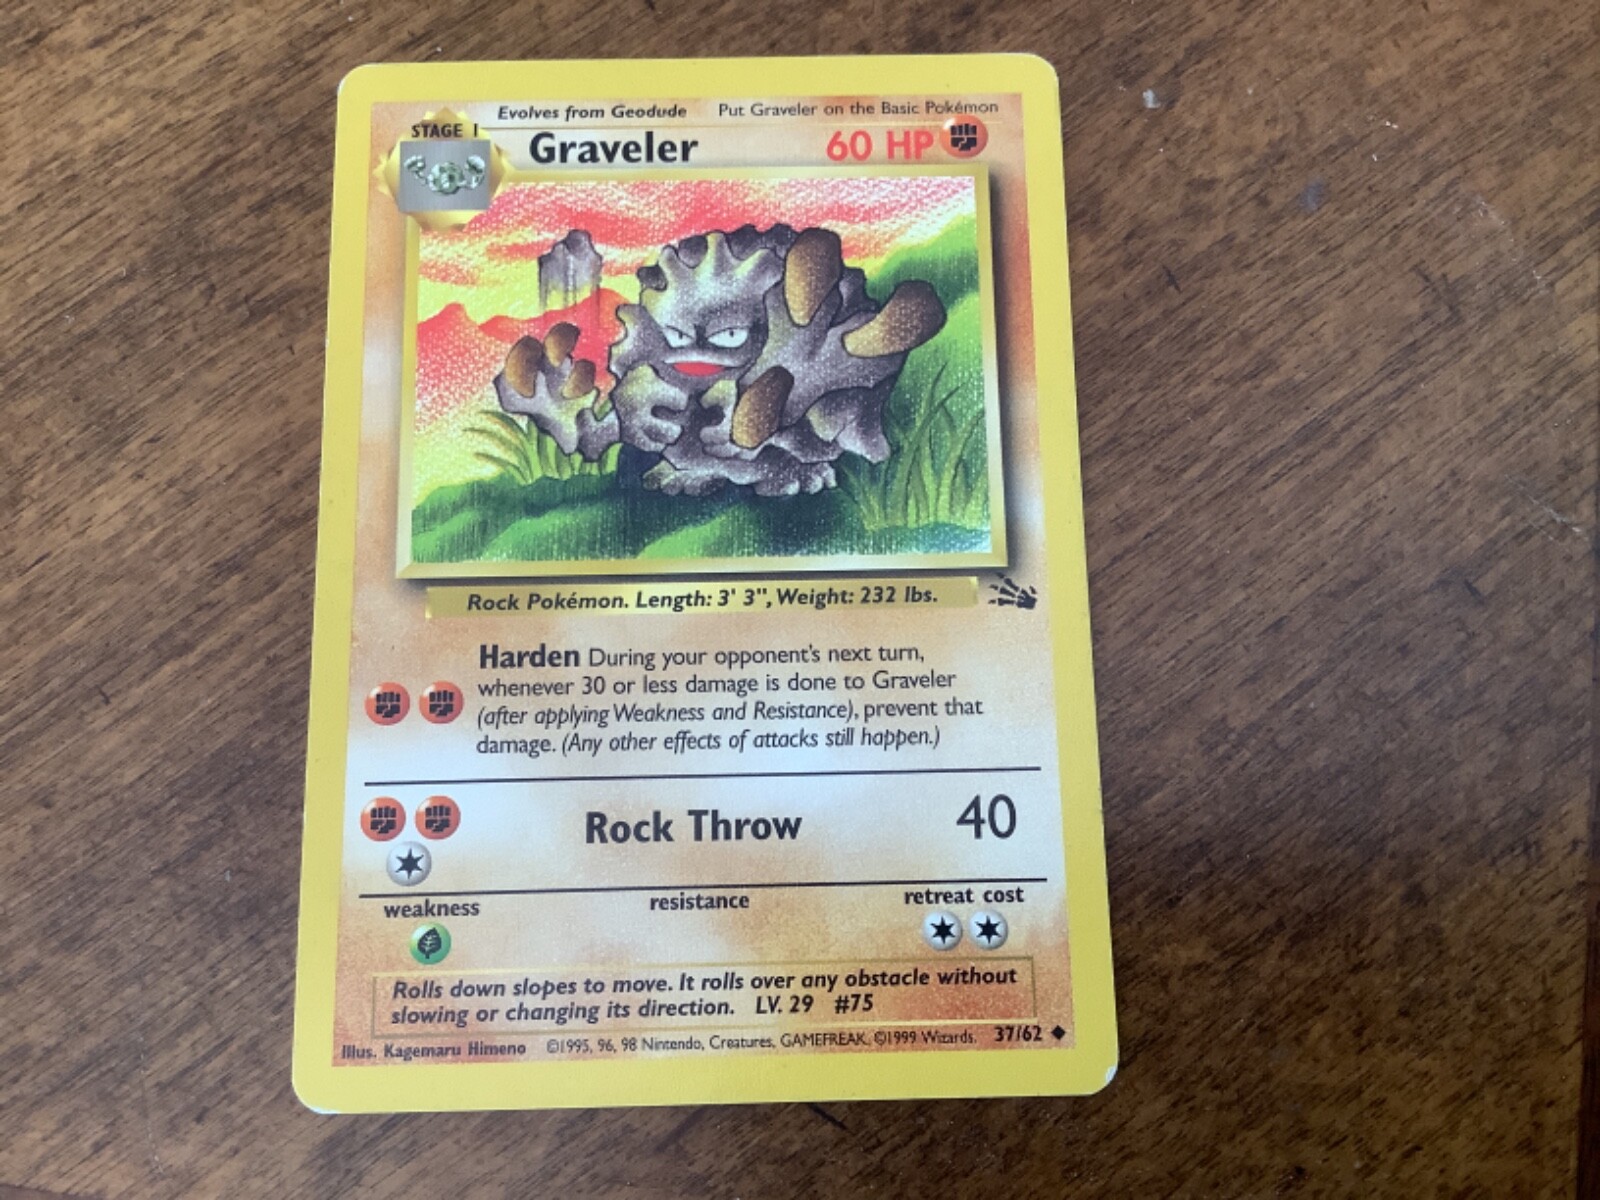 Evolves from Geodude Put Graveler on the Basic Pokémon
STAGE 1
Graveler 60 HP
Rock Pokémon. Length: 3' 3", Weight: 232 lbs.
Harden During your opponent's next turn,
whenever 30 or less damage is done to Graveler
(after applying Weakness and Resistance), prevent that
damage. (Any other effects of attacks still happen.)
Rock Throw 40
weakness resistance retreat cost
Rolls down slopes to move. It rolls over any obstacle without
slowing or changing its direction. LV. 29 #75
Illus. Kagemaru Himeno ©1995, 96, 98 Nintendo, Creatures, GAMEFREAK. ©1999 Wizards. 37/62